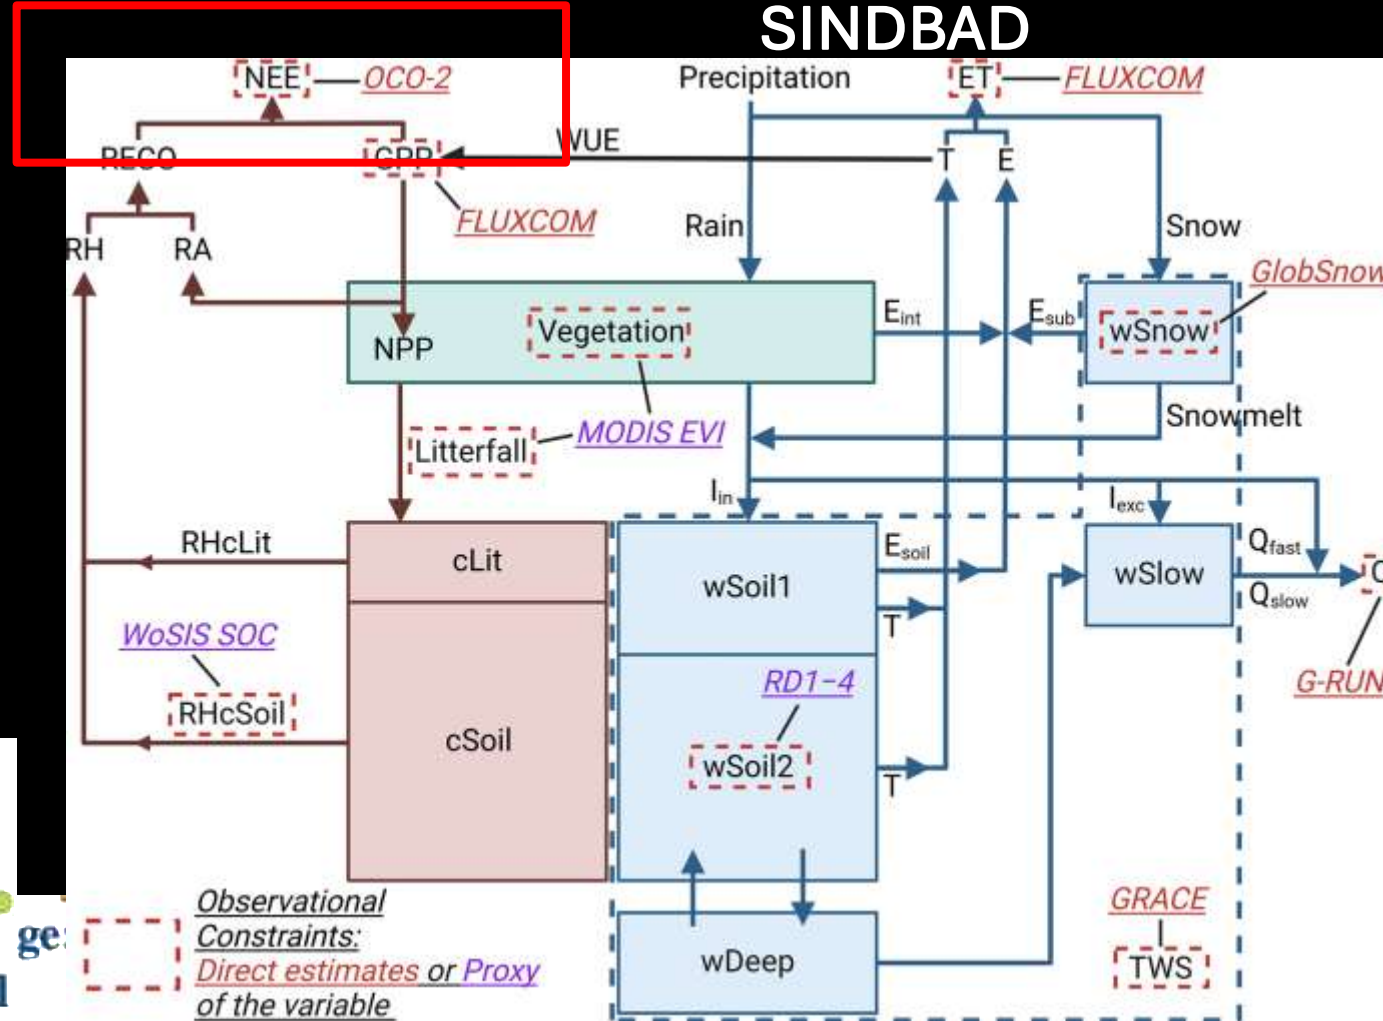 SINDBAD
NEE
OCO-2
Precipitation
ET
FLUXCOM
RECO
GPP
WUE
T
E
FLUXCOM
Rain
Snow
RH
RA
GlobSnow
NPP
Vegetation
Eint
Esub
wSnow
Litterfall
MODIS EVI
Snowmelt
Iin
Iexc
RHcLit
cLit
wSoil1
Esoil
wSlow
Qfast
Qslow
T
WoSIS SOC
RHcSoil
cSoil
RD1-4
wSoil2
T
G-RUN
Observational
Constraints:
Direct estimates or Proxy
of the variable
wDeep
GRACE
TWS